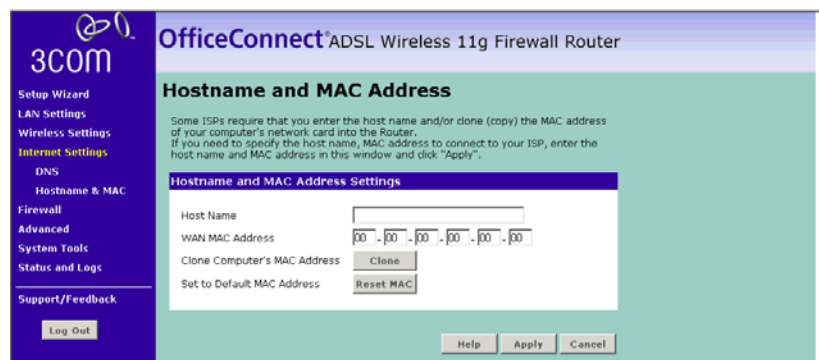 3COM
OfficeConnect® ADSL Wireless 11g Firewall Router
Setup Wizard
LAN Settings
Wireless Settings
Internet Settings
DNS
Hostname & MAC
Firewall
Advanced
System Tools
Status and Logs
Support/Feedback
Log Out
Hostname and MAC Address
Some ISPs require that you enter the host name and/or clone (copy) the MAC address
of your computer's network card into the Router.
If you need to specify the host name, MAC address to connect to your ISP, enter the
host name and MAC address in this window and click "Apply".
Hostname and MAC Address Settings
Host Name
WAN MAC Address 00 - 00 - 00 - 00 - 00 - 00
Clone Computer's MAC Address Clone
Set to Default MAC Address Reset MAC
Help Apply Cancel